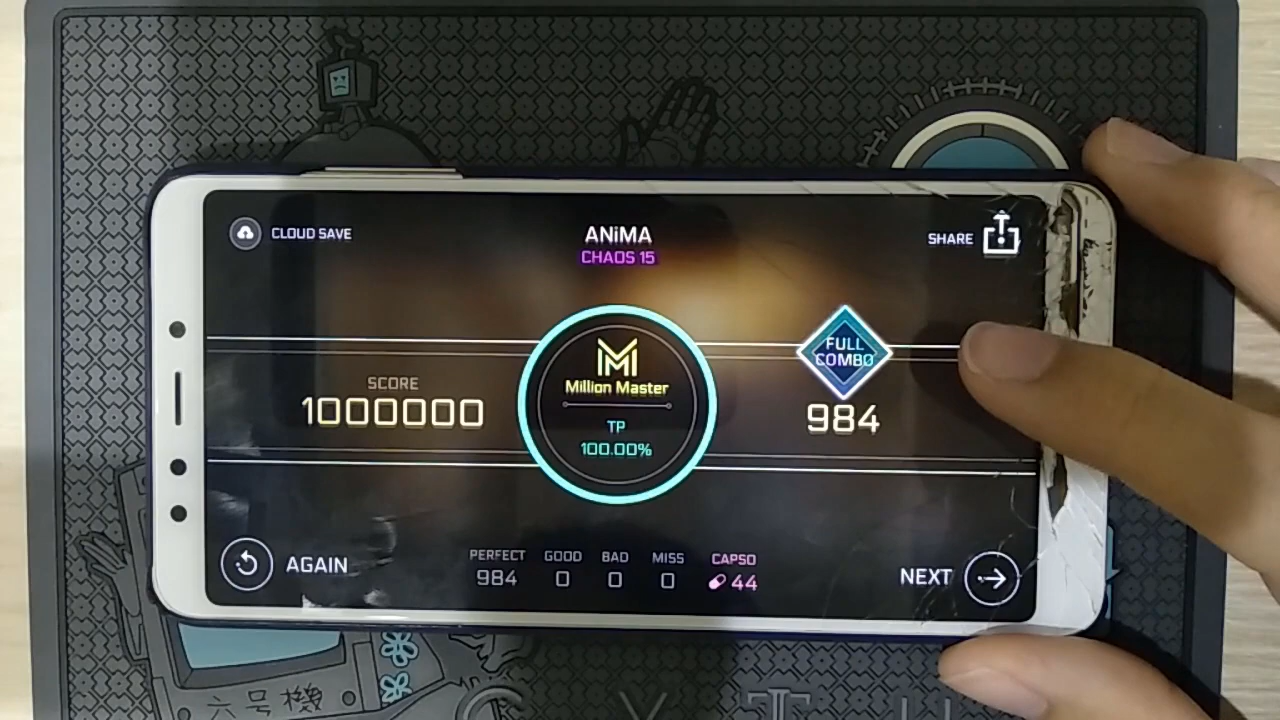 CLOUD SAVE
ANiMA
CHAOS 15
SHARE
SCORE
1000000
Million Master
TP
100.00%
FULL
COMBO
984
AGAIN
PERFECT GOOD BAD MISS CAPSO
984 0 0 0 44
NEXT
六号機
C Y T U